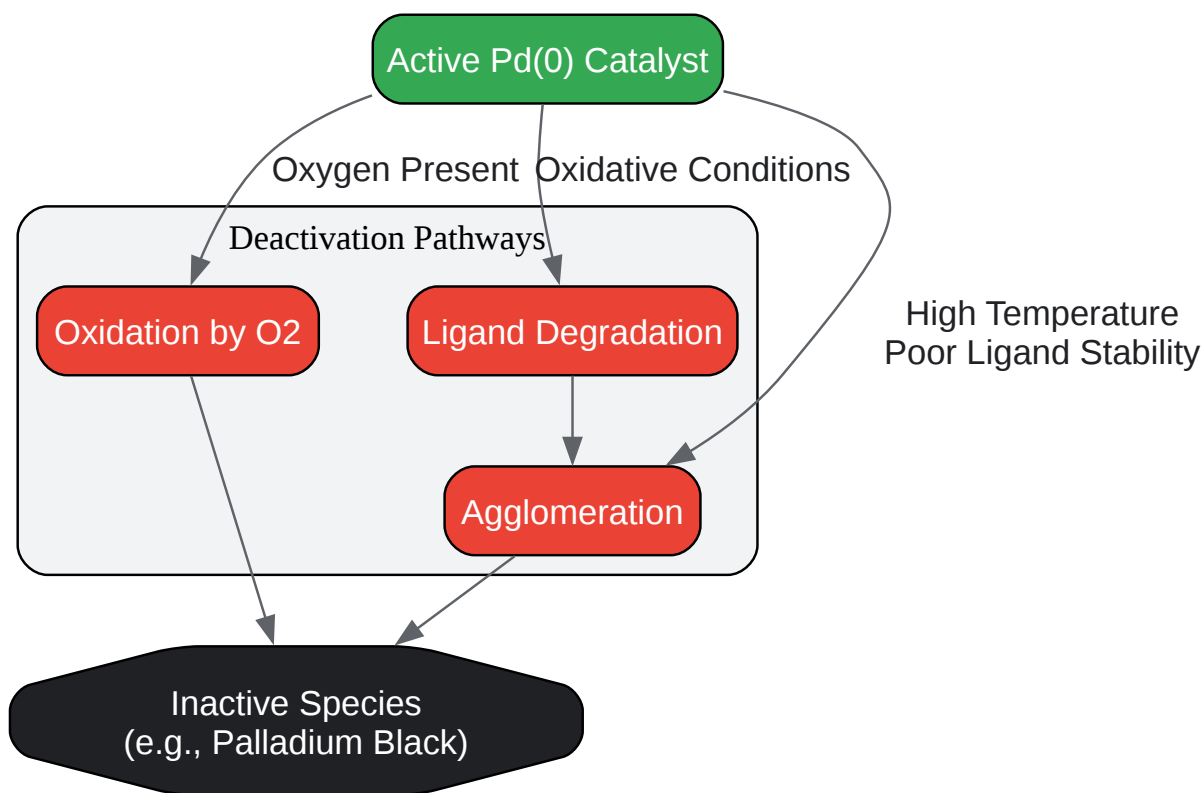 Active Pd(0) Catalyst
Oxygen Present
Oxidative Conditions
Deactivation Pathways
Oxidation by O2
Ligand Degradation
High Temperature
Poor Ligand Stability
Agglomeration
Inactive Species
(e.g., Palladium Black)